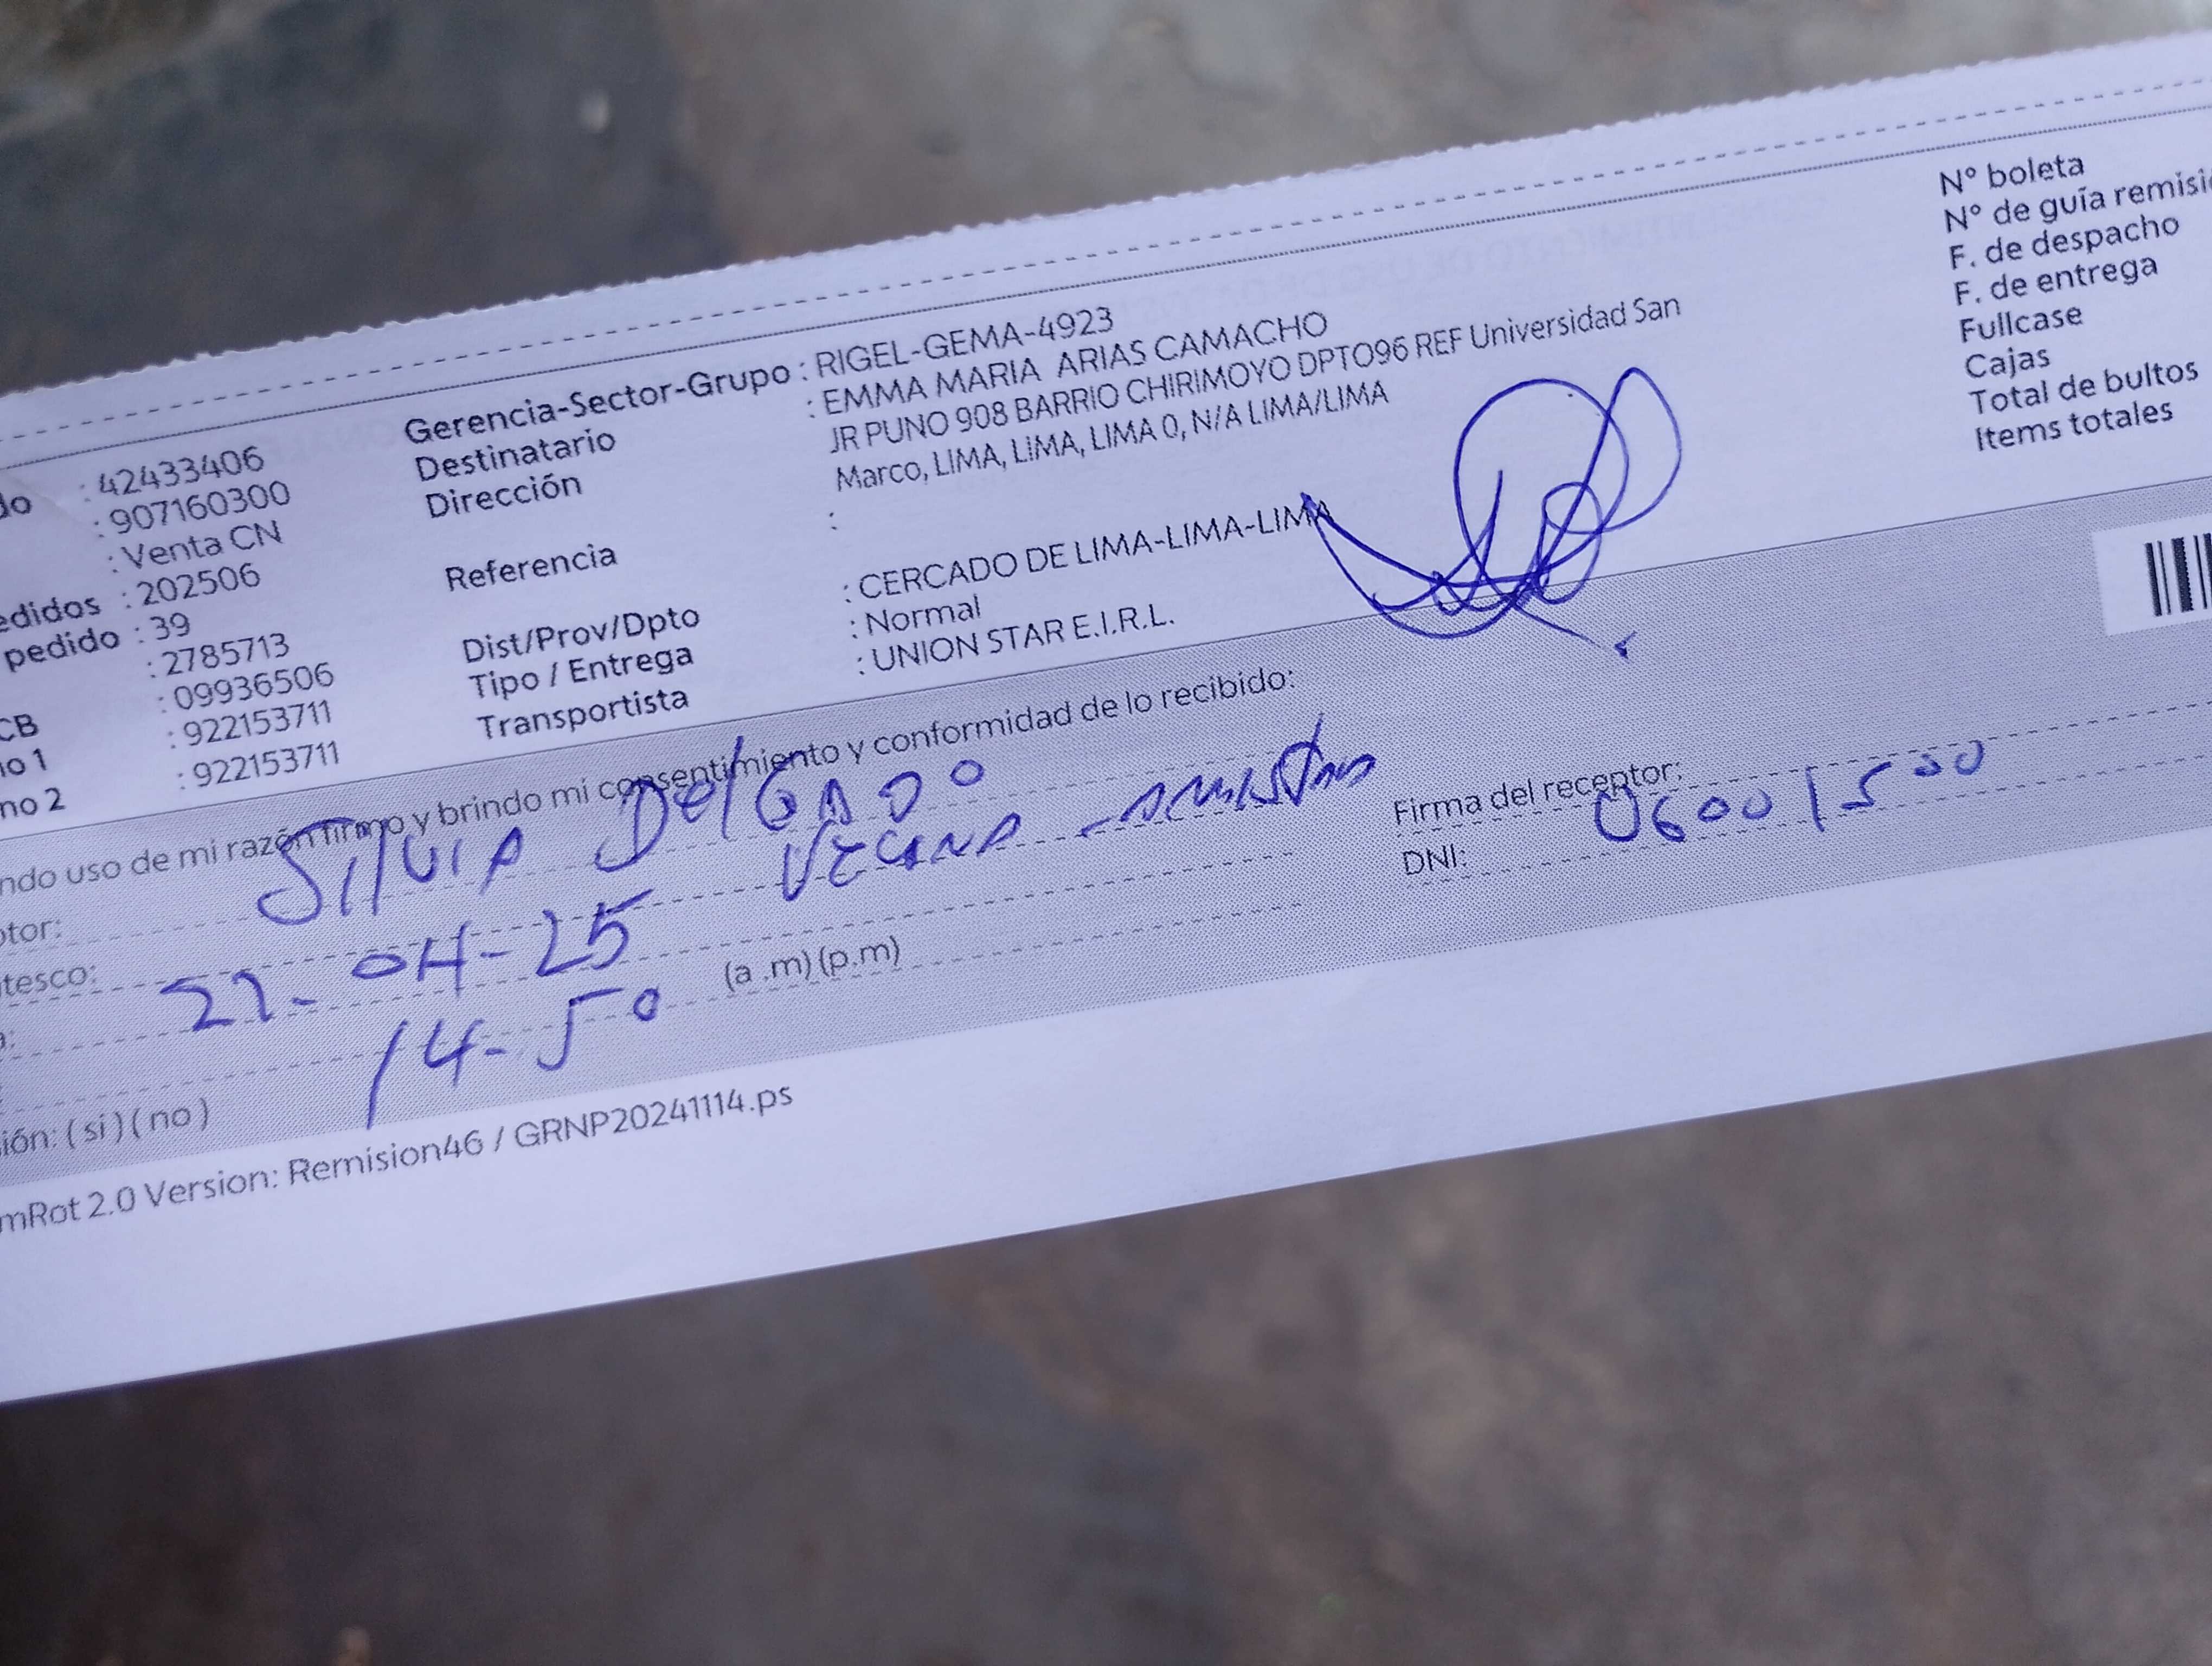 do : 42433406
: 907160300
: Venta CN
edidos : 202506
pedido : 39
: 2785713
CB : 09936506
no 1 : 922153711
no 2 : 922153711
Gerencia-Sector-Grupo : RIGEL-GEMA-4923
Destinatario : EMMA MARIA ARIAS CAMACHO
Dirección : JR PUNO 908 BARRIO CHIRIMOYO DPTO96 REF Universidad San
Marco, LIMA, LIMA, LIMA 0, N/A LIMA/LIMA
Referencia :
Dist/Prov/Dpto : CERCADO DE LIMA-LIMA-LIMA
Tipo / Entrega : Normal
Transportista : UNION STAR E.I.R.L.
N° boleta
N° de guía remisi
F. de despacho
F. de entrega
Fullcase
Cajas
Total de bultos
Items totales
ndo uso de mi razón firmo y brindo mi consentimiento y conformidad de lo recibido:
otor: Silvia Delgado
tesco: Vecina - amistad
27-04-25
14-50 (a .m) (p.m)
ión: ( si ) ( no )
Firma del receptor:
DNI: 06001500
mRot 2.0 Version: Remision46 / GRNP20241114.ps